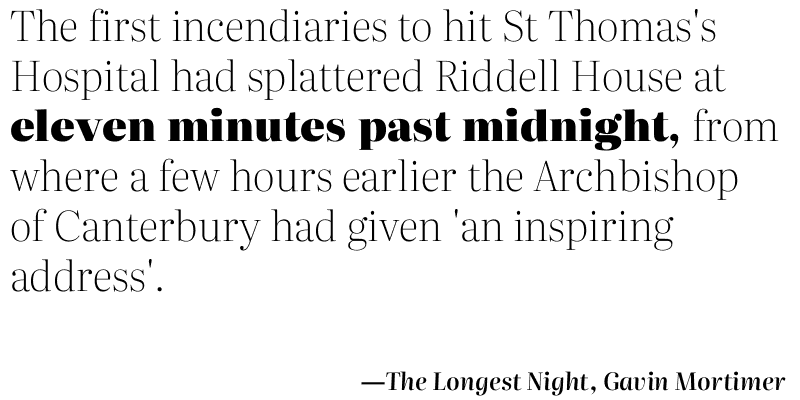 The first incendiaries to hit St Thomas's
Hospital had splattered Riddell House at
eleven minutes past midnight, from
where a few hours earlier the Archbishop
of Canterbury had given 'an inspiring
address'.
—The Longest Night, Gavin Mortimer